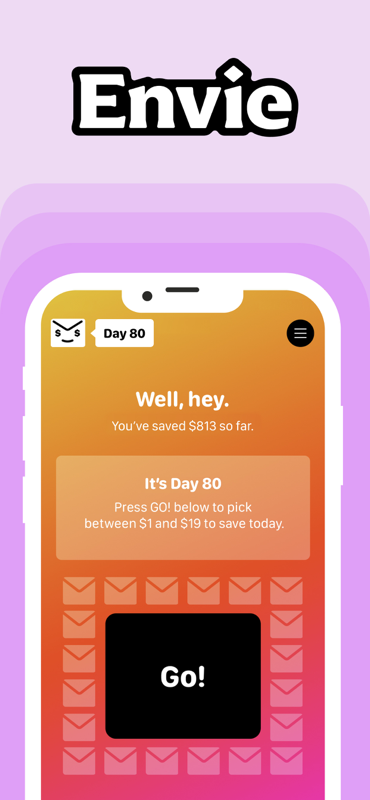 Envie
$ $
Day 80
Well, hey.
You’ve saved $813 so far.
It’s Day 80
Press GO! below to pick
between $1 and $19 to save today.
Go!